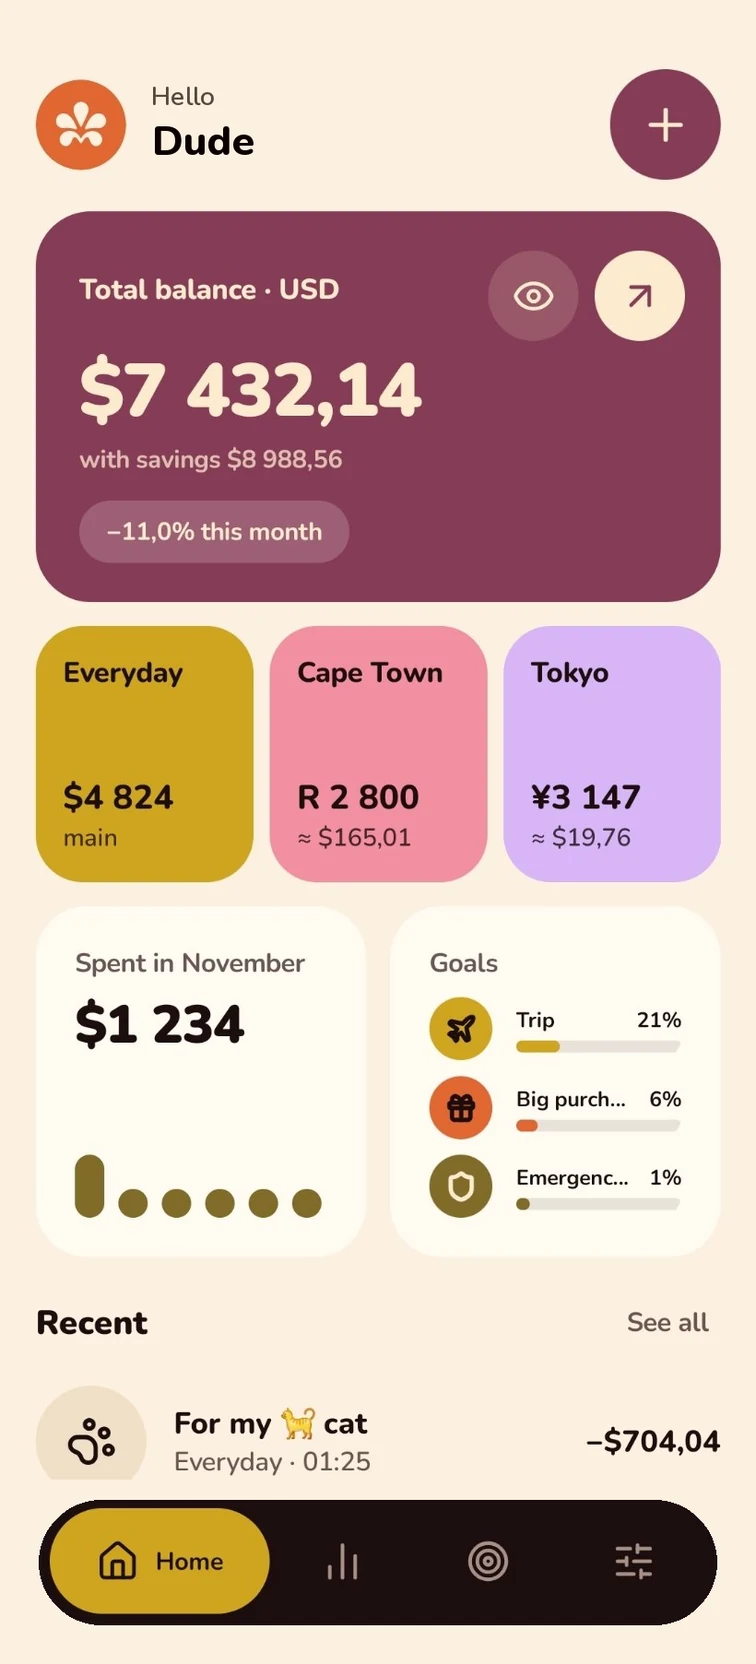 Hello
Dude
Total balance · USD
$7 432,14
with savings $8 988,56
−11,0% this month
Everyday
$4 824
main
Cape Town
R 2 800
≈ $165,01
Tokyo
¥3 147
≈ $19,76
Spent in November
$1 234
Goals
Trip 21%
Big purch... 6%
Emergenc... 1%
Recent See all
For my 🐈 cat
Everyday · 01:25
−$704,04
Home